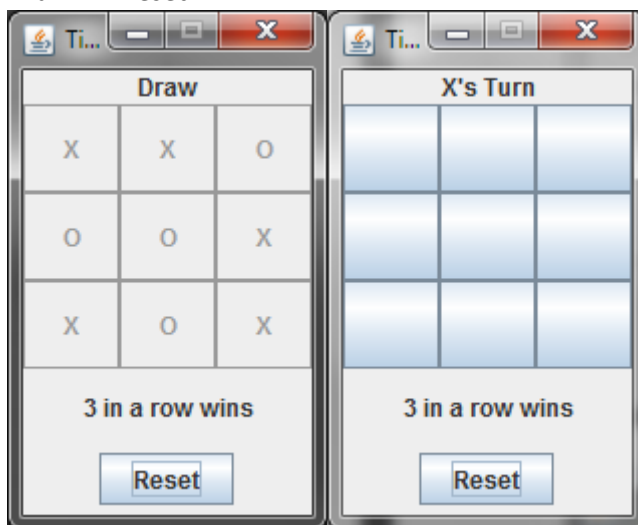 Ti...
Draw
X X O
O O X
X O X
3 in a row wins
Reset
Ti...
X's Turn
3 in a row wins
Reset